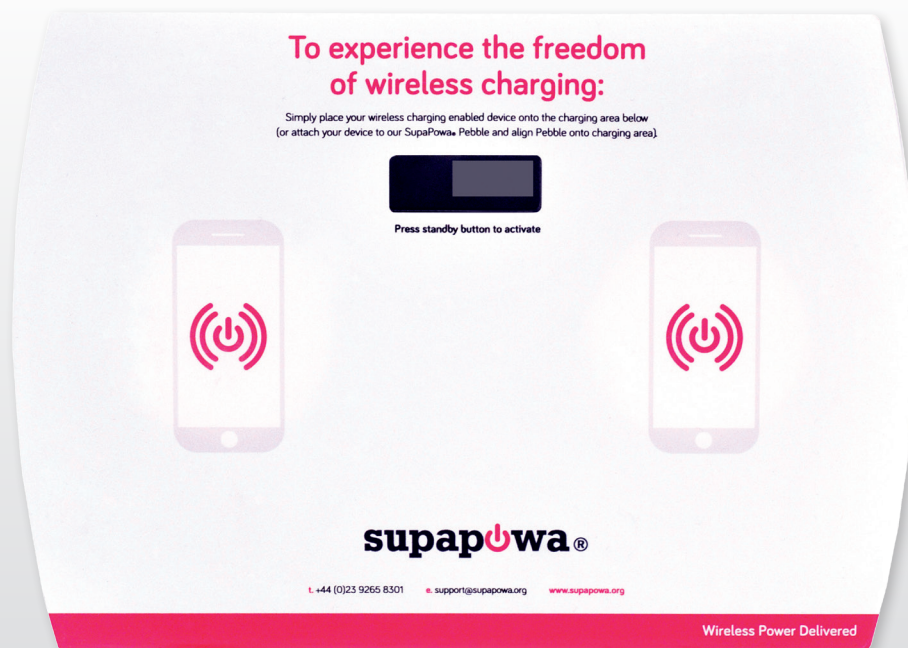 To experience the freedom
of wireless charging:
Simply place your wireless charging enabled device onto the charging area below
(or attach your device to our SupaPowa® Pebble and align Pebble onto charging area).
Press standby button to activate
supapowa®
t. +44 (0)23 9265 8301 e. support@supapowa.org www.supapowa.org
Wireless Power Delivered